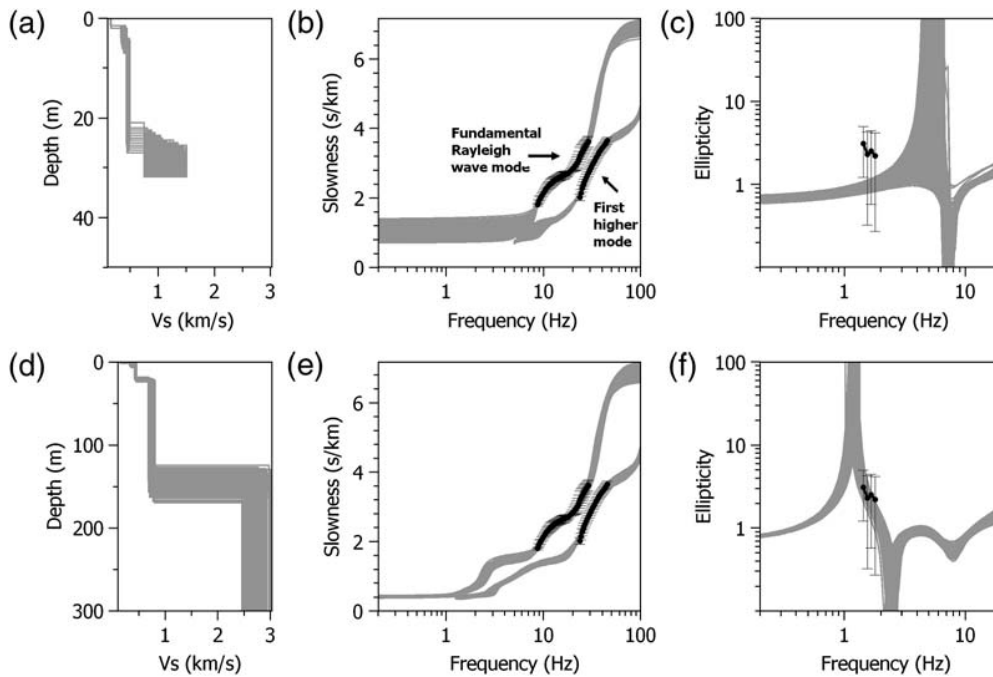 (a)
0
20
40
Depth (m)
0
1
2
3
Vs (km/s)
(b)
6
4
2
0
Slowness (s/km)
Fundamental
Rayleigh
wave mode
First
higher
mode
1
10
100
Frequency (Hz)
(c)
100
10
1
Ellipticity
1
10
Frequency (Hz)
(d)
0
100
200
300
Depth (m)
1
2
3
Vs (km/s)
(e)
6
4
2
0
Slowness (s/km)
1
10
100
Frequency (Hz)
(f)
100
10
1
Ellipticity
1
10
Frequency (Hz)